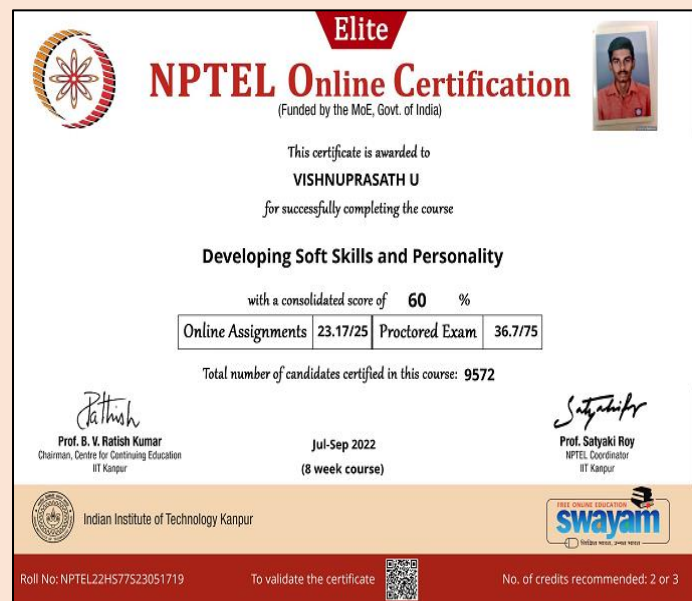 Elite
NPTEL Online Certification
(Funded by the MoE, Govt. of India)
This certificate is awarded to
VISHNUPRASATH U
for successfully completing the course
Developing Soft Skills and Personality
with a consolidated score of 60 %
Online Assignments 23.17/25 Proctored Exam 36.7/75
Total number of candidates certified in this course: 9572
Prof. B. V. Ratish Kumar
Chairman, Centre for Continuing Education
IIT Kanpur
Jul-Sep 2022
(8 week course)
Prof. Satyaki Roy
NPTEL Coordinator
IIT Kanpur
Indian Institute of Technology Kanpur
FREE ONLINE EDUCATION
swayam
शिक्षित भारत, उन्नत भारत
Roll No: NPTEL22HS77S23051719
To validate the certificate
No. of credits recommended: 2 or 3